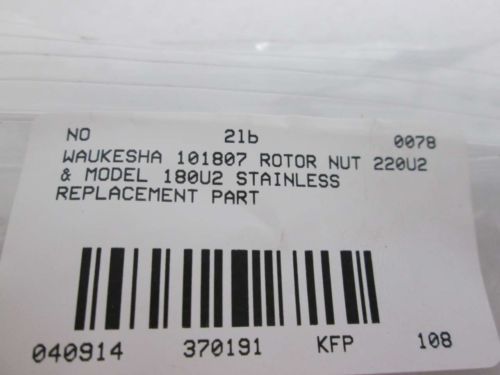 NO 21b 0078
WAUKESHA 101807 ROTOR NUT 220U2
& MODEL 180U2 STAINLESS
REPLACEMENT PART
040914 370191 KFP 108